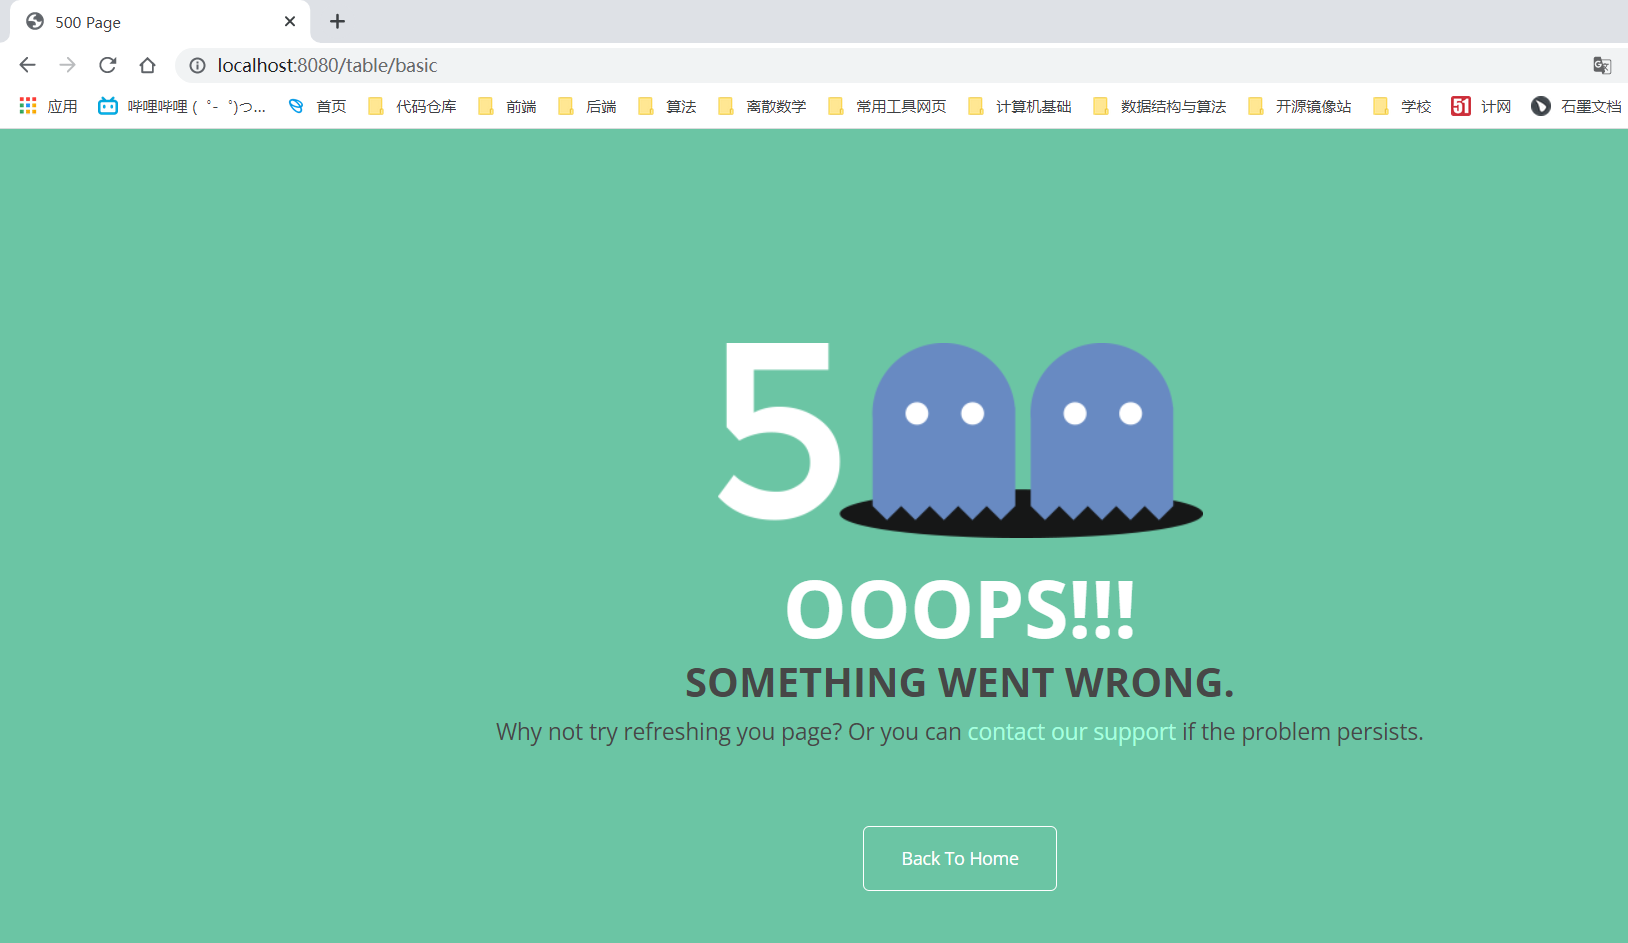 500 Page
localhost:8080/table/basic
应用 哔哩哔哩 ( ゜- ゜)つ... 首页 代码仓库 前端 后端 算法 离散数学 常用工具网页 计算机基础 数据结构与算法 开源镜像站 学校 51 计网 石墨文档
500
OOOPS!!!
SOMETHING WENT WRONG.
Why not try refreshing you page? Or you can contact our support if the problem persists.
Back To Home